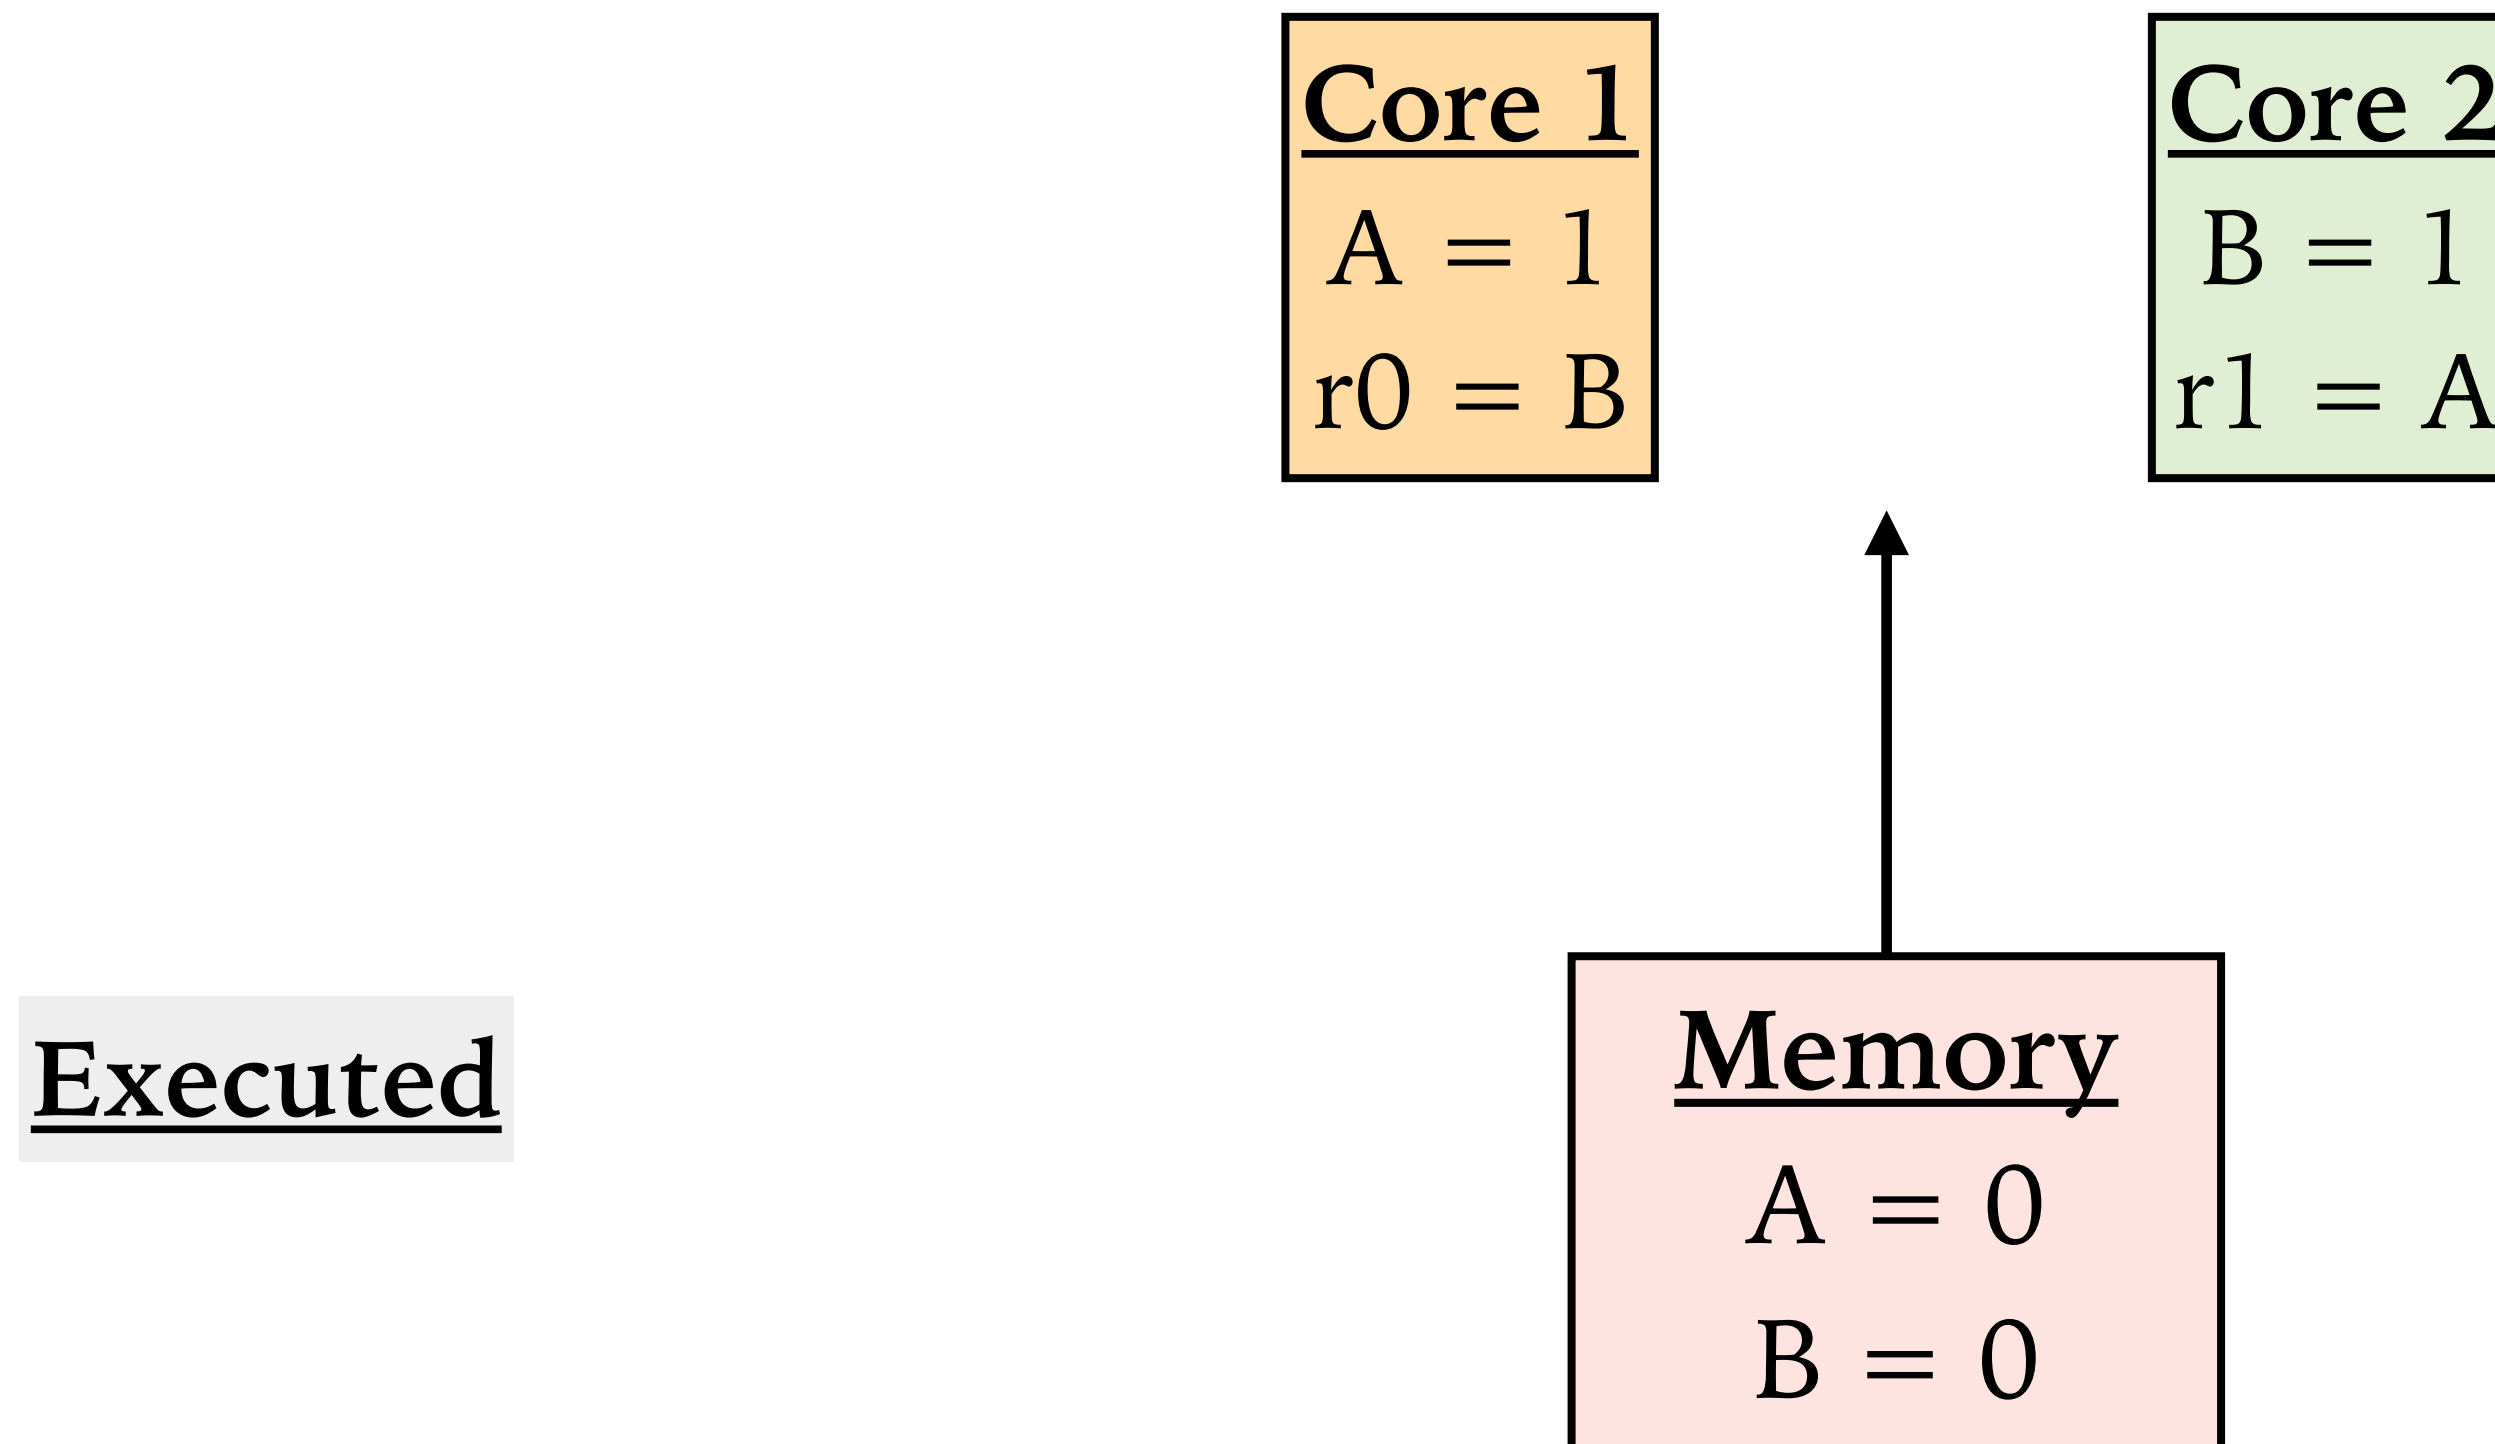 Core 1
A = 1
r0 = B
Core 2
B = 1
r1 = A
Executed
Memory
A = 0
B = 0